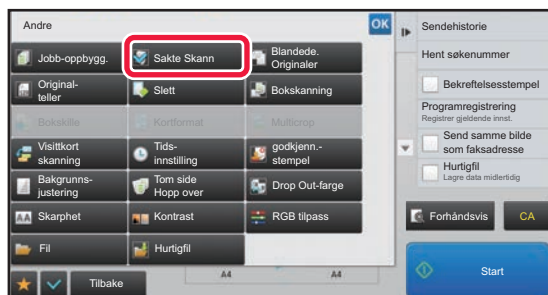 Andre
OK
Jobb-oppbygg.
Sakte Skann
Blandede.
Originaler
Original-
teller
Slett
Bokskanning
Bokskille
Kortformat
Multicrop
Visittkort
skanning
Tids-
innstilling
godkjenn.-
stempel
Bakgrunns-
justering
Tom side
Hopp over
Drop Out-farge
AA
Skarphet
Kontrast
RGB tilpass
Fil
Hurtigfil
Tilbake
A4
A4
Sendehistorie
Hent søkenummer
Bekreftelsesstempel
Programregistrering
Registrer gjeldende innst.
Send samme bilde
som faksadresse
Hurtigfil
Lagre data midlertidig
Forhåndsvis
CA
Start